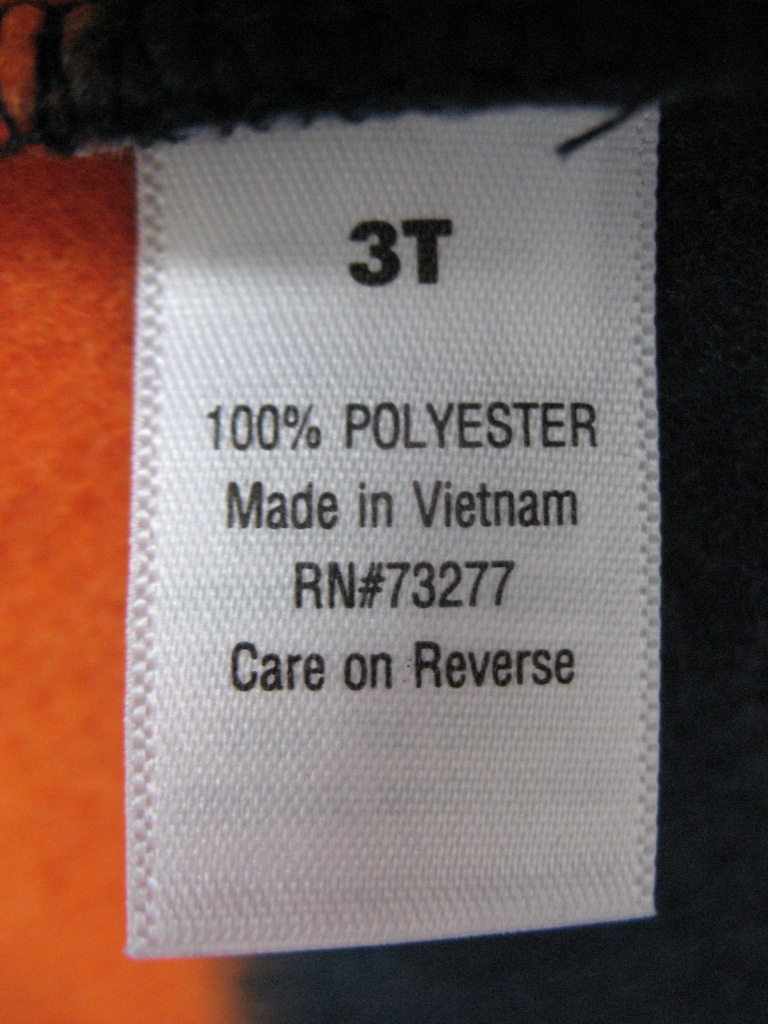 3T
100% POLYESTER
Made in Vietnam
RN#73277
Care on Reverse